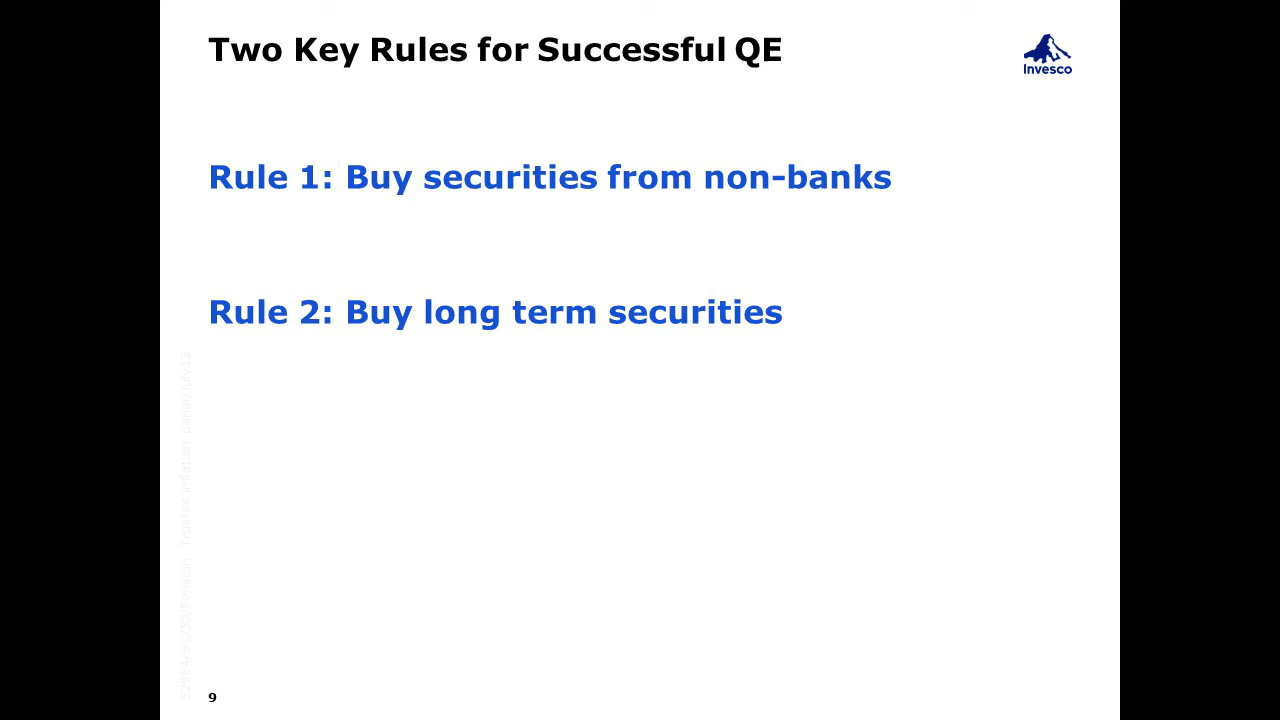 Two Key Rules for Successful QE
Invesco
Rule 1: Buy securities from non-banks
Rule 2: Buy long term securities
9